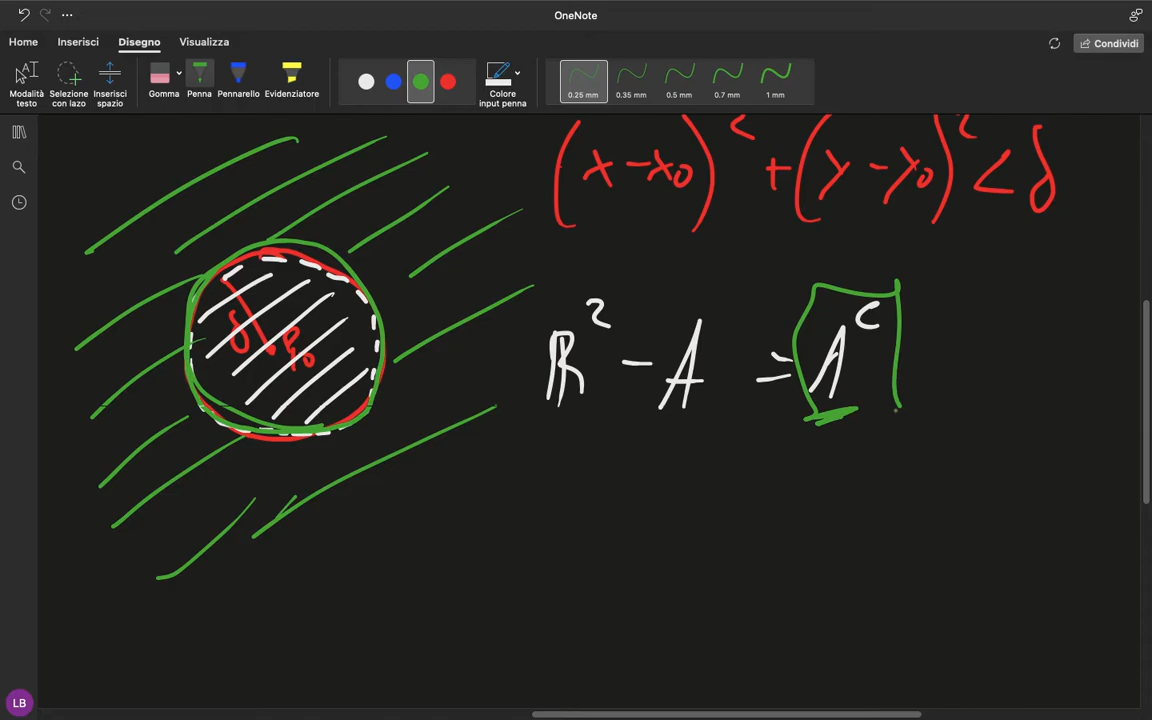 OneNote
Home Inserisci Disegno Visualizza
Condividi
Modalità testo
Selezione con lazo
Inserisci spazio
Gomma
Penna
Pennarello
Evidenziatore
Colore input penna
0.25 mm
0.35 mm
0.5 mm
0.7 mm
1 mm
(x - x₀)² + (y - y₀)² < δ
δ P₀
ℝ² - A = Aᶜ
LB